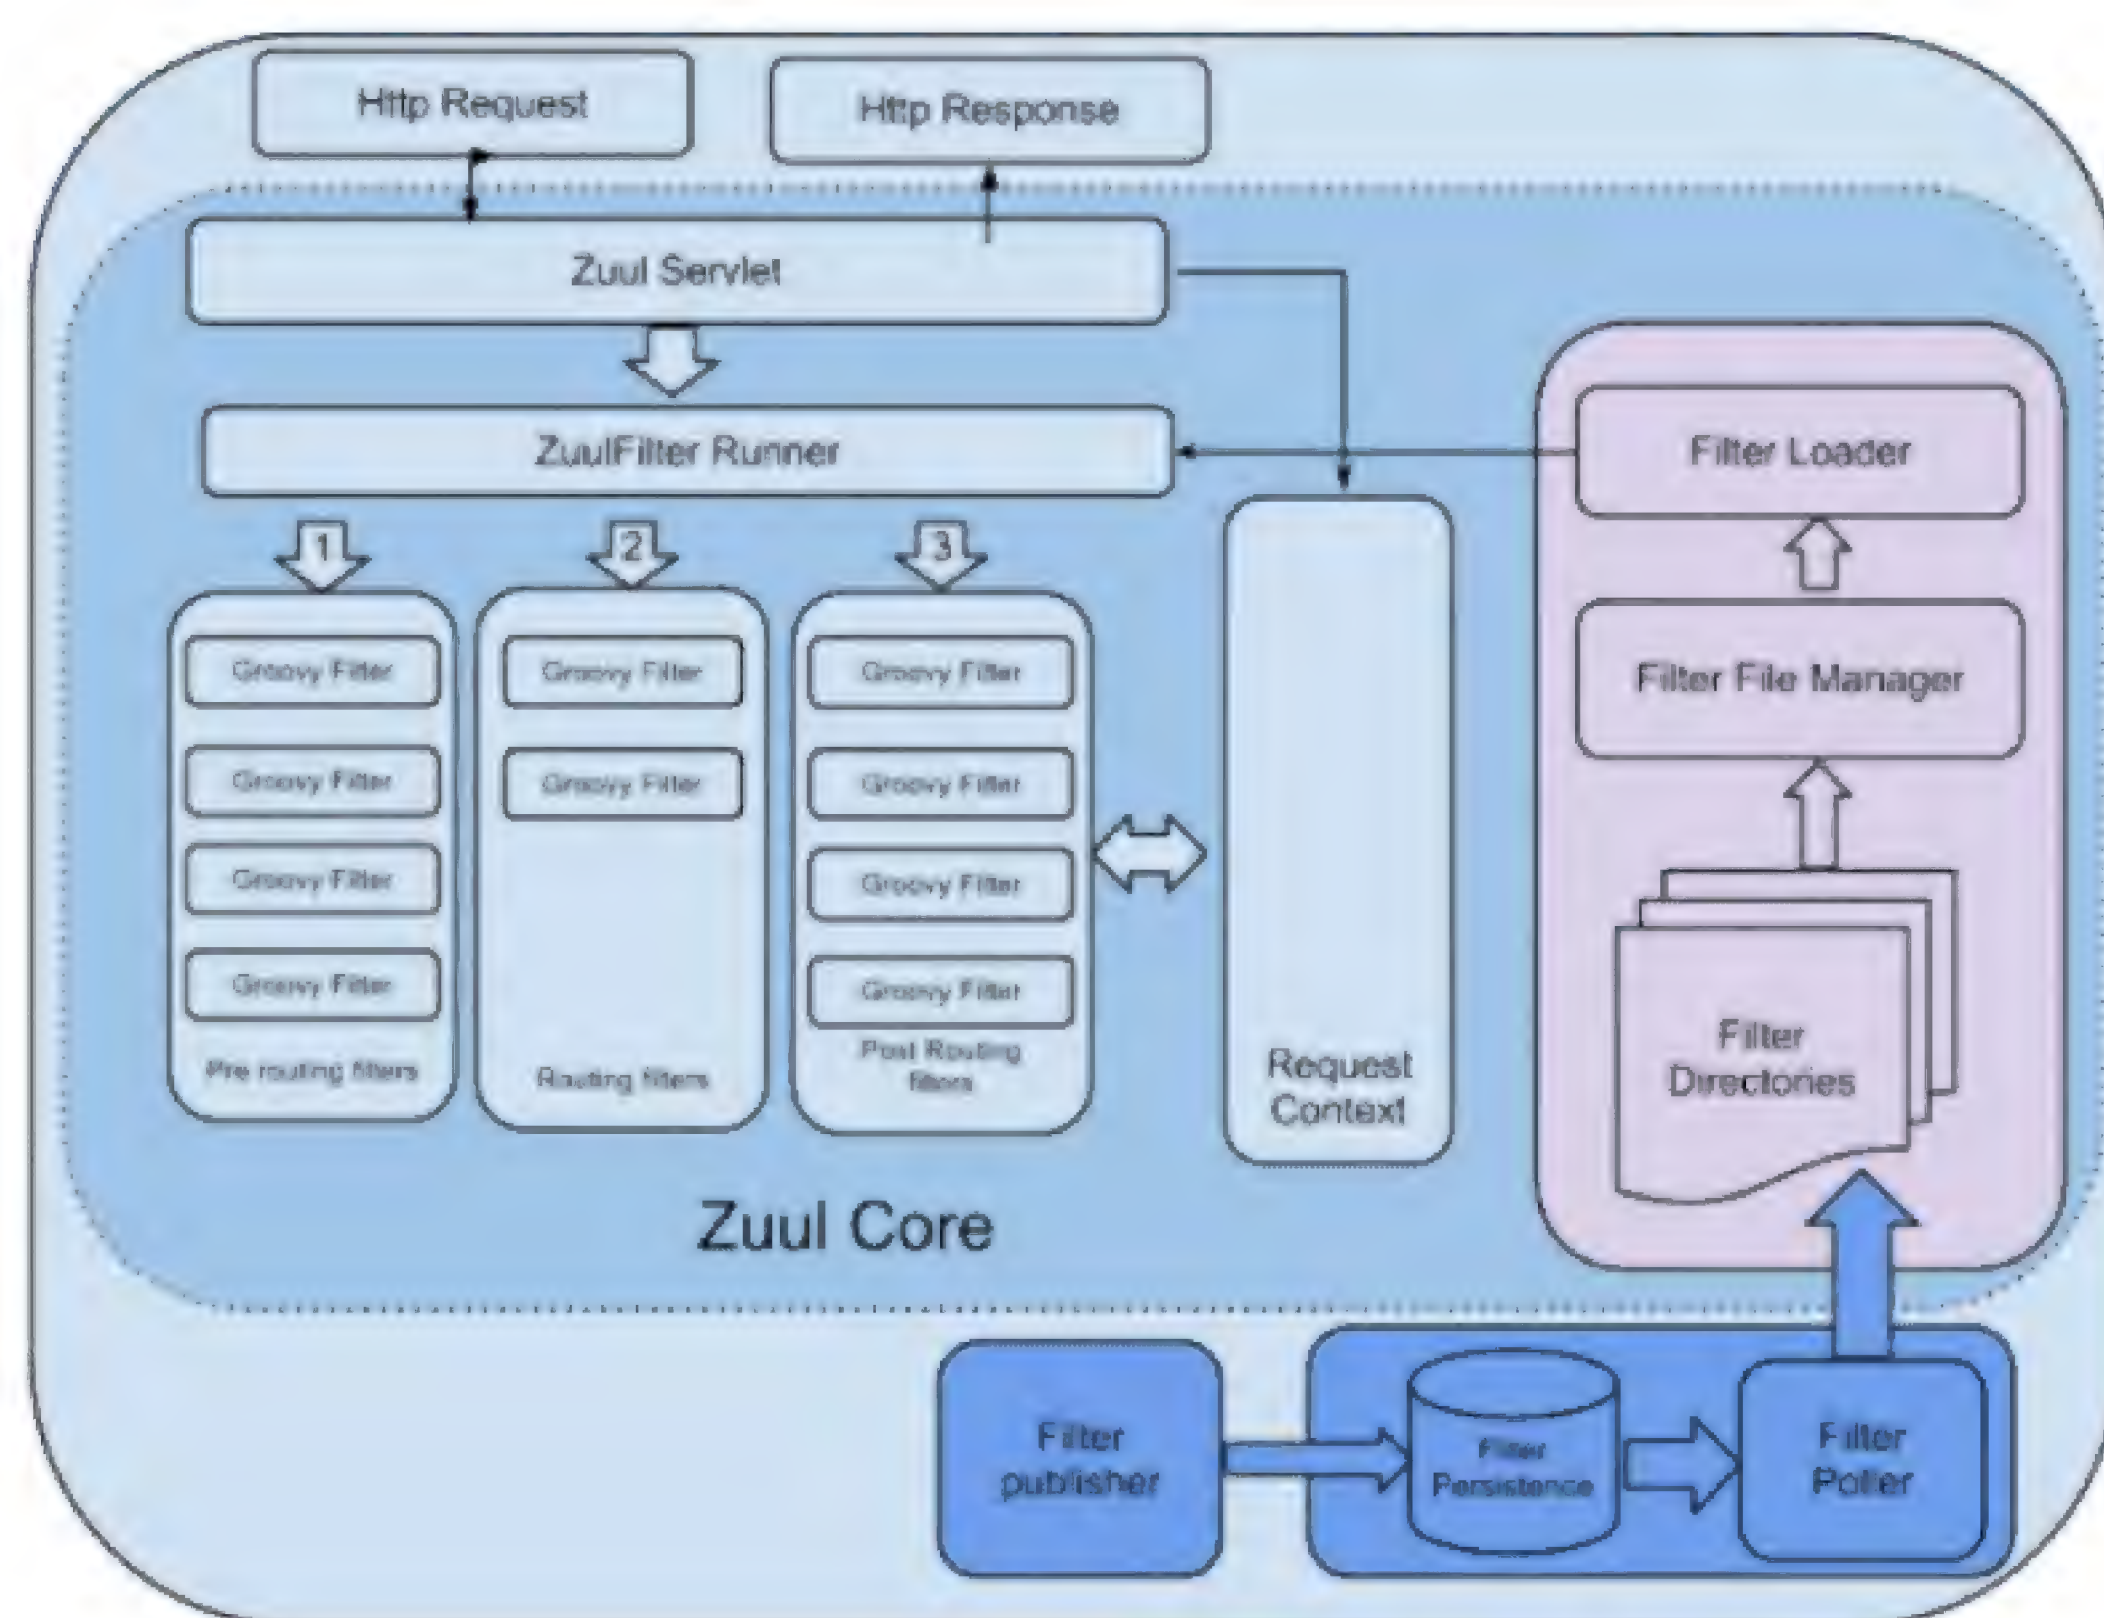 Http Request
Http Response
Zuul Servlet
ZuulFilter Runner
Filter Loader
1
2
3
Groovy Filter
Groovy Filter
Groovy Filter
Filter File Manager
Groovy Filter
Groovy Filter
Groovy Filter
Groovy Filter
Groovy Filter
Groovy Filter
Groovy Filter
Pre routing filters
Routing filters
Post Routing
filters
Request
Context
Filter
Directories
Zuul Core
Filter
publisher
Filter
Persistence
Filter
Poller